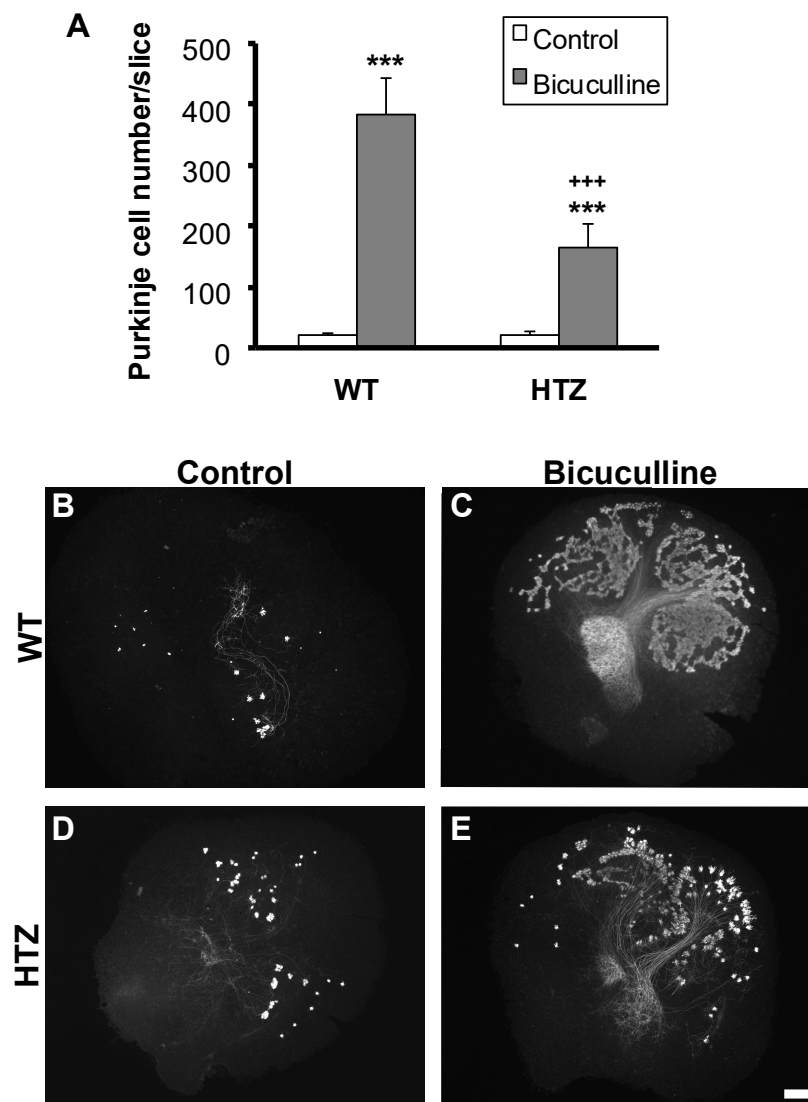 A
500
400
300
200
100
0
Purkinje cell number/slice
***
+++
***
WT
HTZ
Control
Bicuculline
Control
Bicuculline
WT
HTZ
B
C
D
E